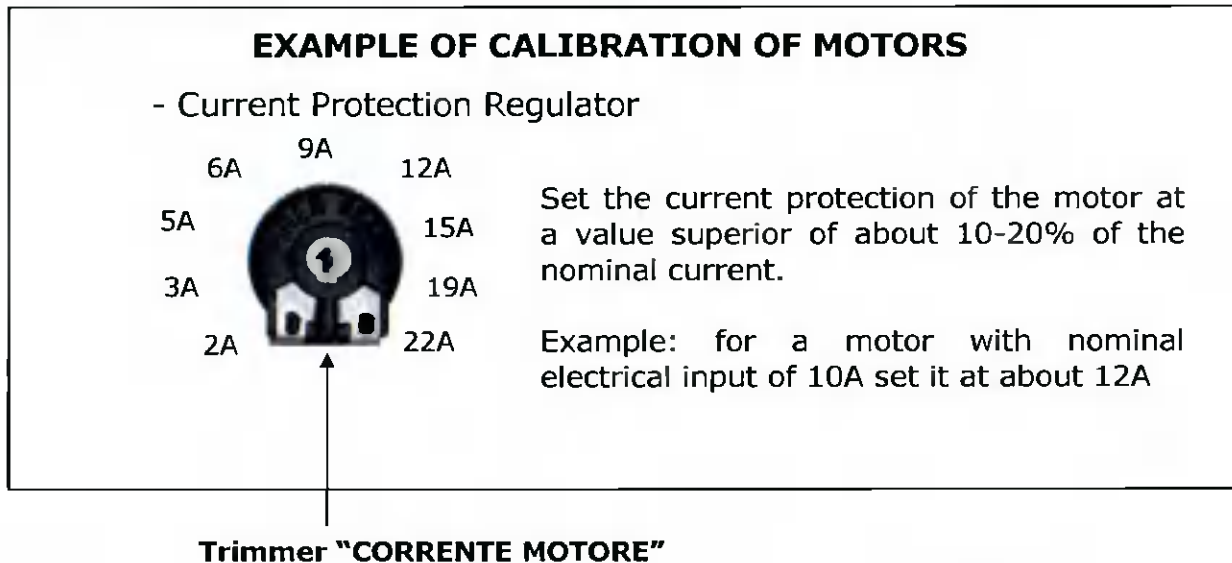 EXAMPLE OF CALIBRATION OF MOTORS
- Current Protection Regulator
9A
6A
12A
5A
15A
3A
19A
2A
22A
Set the current protection of the motor at
a value superior of about 10-20% of the
nominal current.
Example: for a motor with nominal
electrical input of 10A set it at about 12A
Trimmer "CORRENTE MOTORE"